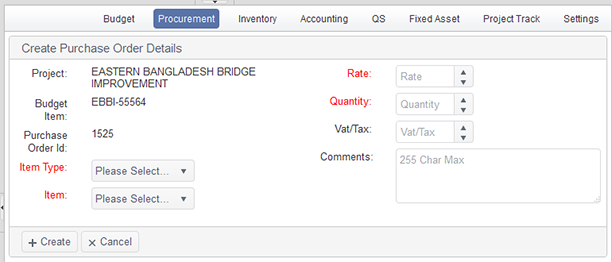 Budget Procurement Inventory Accounting QS Fixed Asset Project Track Settings
Create Purchase Order Details
Project: EASTERN BANGLADESH BRIDGE
IMPROVEMENT
Budget
Item: EBBI-55564
Purchase
Order Id: 1525
Item Type: Please Select...
Item: Please Select...
Rate: Rate
Quantity: Quantity
Vat/Tax: Vat/Tax
Comments: 255 Char Max
+ Create × Cancel